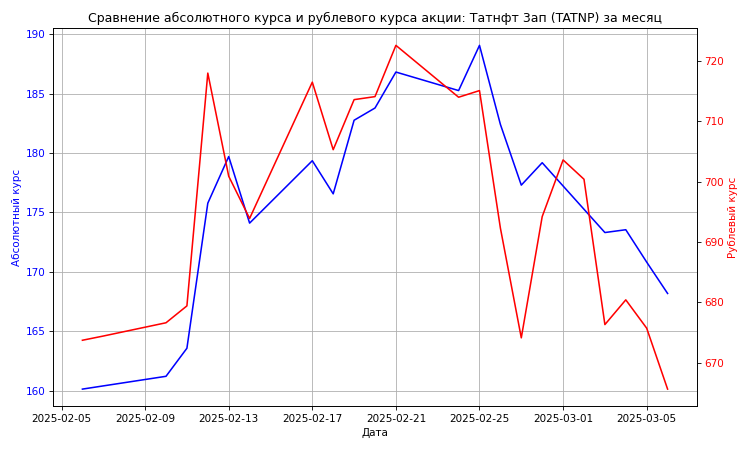 Сравнение абсолютного курса и рублевого курса акции: Татнфт 3ап (TATNP) за месяц
190
185
180
175
170
165
160
Абсолютный курс
720
710
700
690
680
670
Рублевый курс
2025-02-05 2025-02-09 2025-02-13 2025-02-17 2025-02-21 2025-02-25 2025-03-01 2025-03-05
Дата